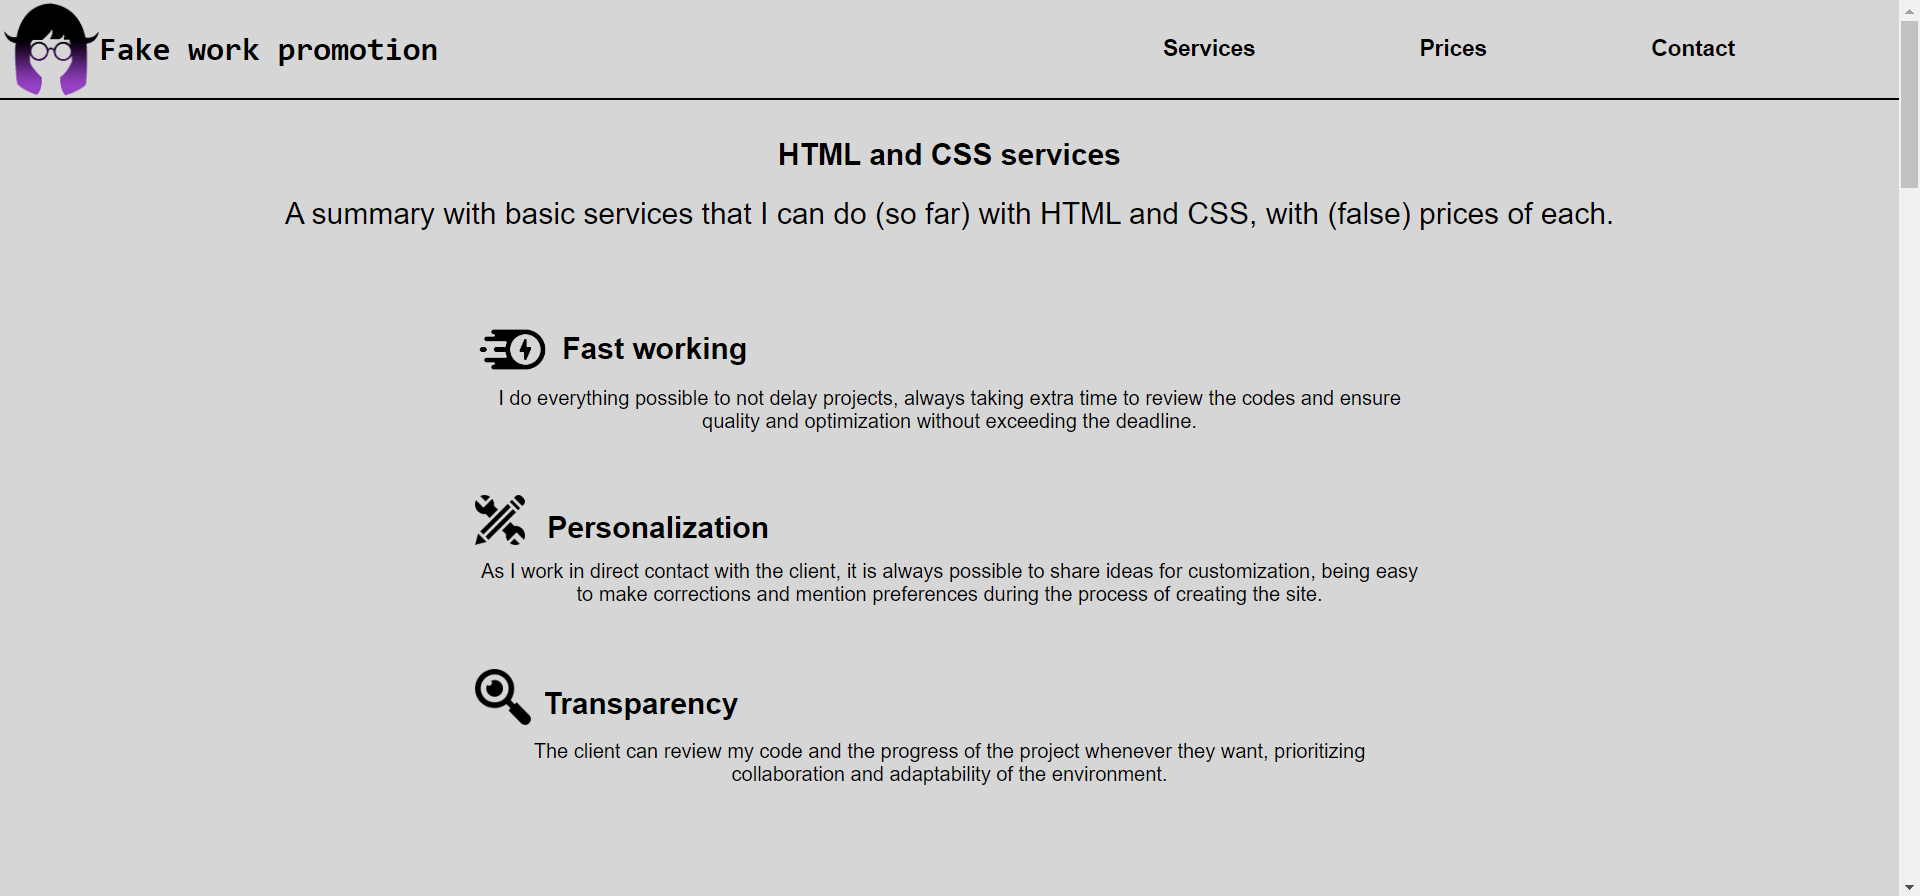 Fake work promotion
Services
Prices
Contact
HTML and CSS services
A summary with basic services that I can do (so far) with HTML and CSS, with (false) prices of each.
Fast working
I do everything possible to not delay projects, always taking extra time to review the codes and ensure
quality and optimization without exceeding the deadline.
Personalization
As I work in direct contact with the client, it is always possible to share ideas for customization, being easy
to make corrections and mention preferences during the process of creating the site.
Transparency
The client can review my code and the progress of the project whenever they want, prioritizing
collaboration and adaptability of the environment.